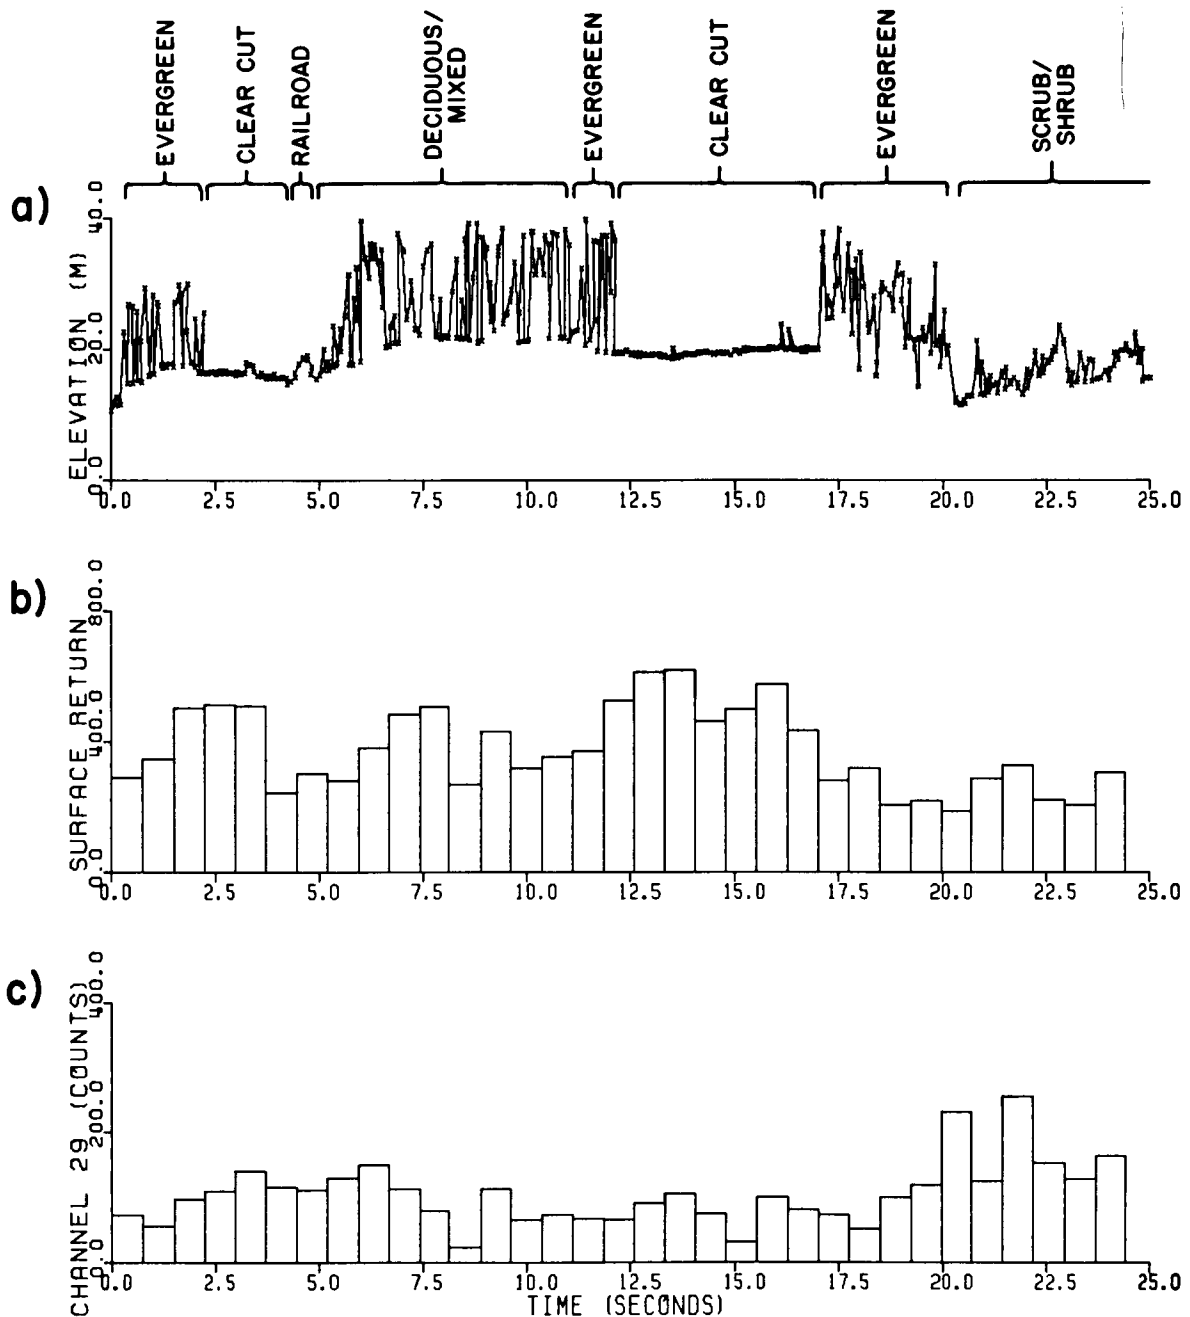 EVERGREEN
CLEAR CUT
RAILROAD
DECIDUOUS/
MIXED
EVERGREEN
CLEAR CUT
EVERGREEN
SCRUB/
SHRUB
a)
ELEVATION (M)
40.0
20.0
0.0
0.0 2.5 5.0 7.5 10.0 12.5 15.0 17.5 20.0 22.5 25.0
b)
SURFACE RETURN
800.0
400.0
0.0
0.0 2.5 5.0 7.5 10.0 12.5 15.0 17.5 20.0 22.5 25.0
c)
CHANNEL 29 (COUNTS)
400.0
200.0
0.0
0.0 2.5 5.0 7.5 10.0 12.5 15.0 17.5 20.0 22.5 25.0
TIME (SECONDS)